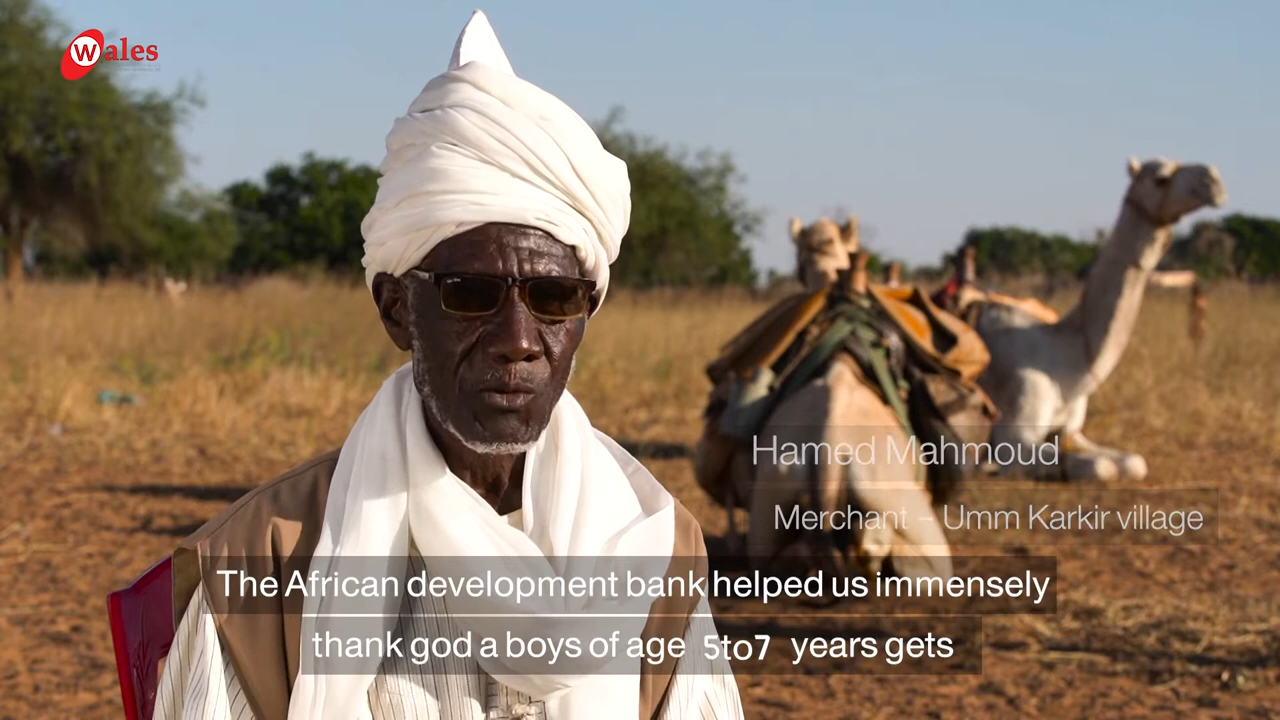 Wales
Hamed Mahmoud
Merchant – Umm Karkir village
The African development bank helped us immensely
thank god a boys of age 5to7 years gets